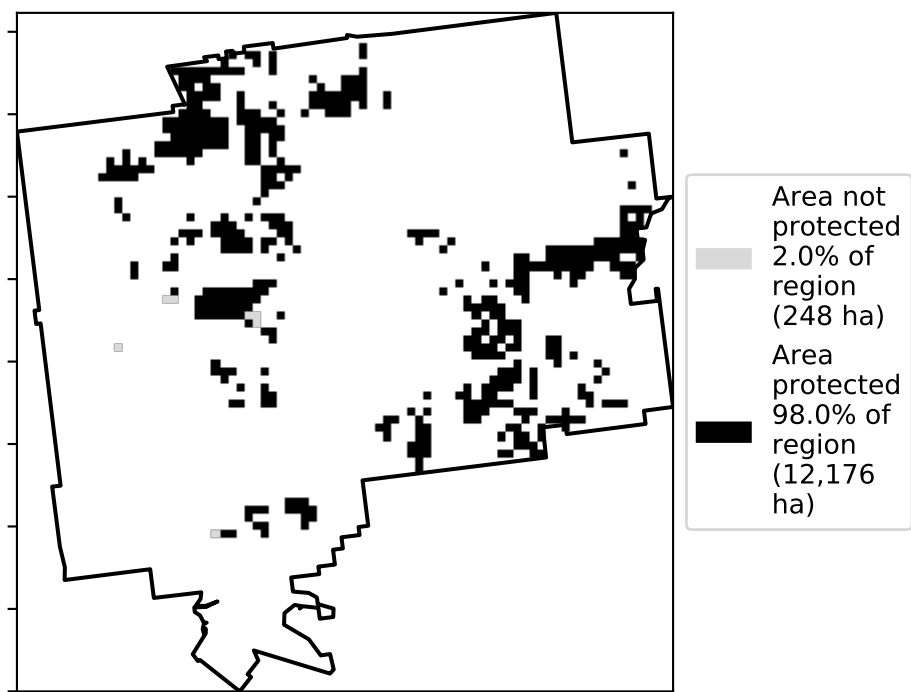 Area not
protected
2.0% of
region
(248 ha)
Area
protected
98.0% of
region
(12,176
ha)